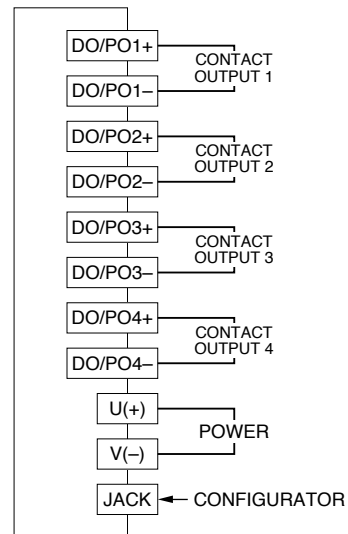 DO/PO1+
CONTACT
OUTPUT 1
DO/PO1–
DO/PO2+
CONTACT
OUTPUT 2
DO/PO2–
DO/PO3+
CONTACT
OUTPUT 3
DO/PO3–
DO/PO4+
CONTACT
OUTPUT 4
DO/PO4–
U(+)
POWER
V(–)
JACK
CONFIGURATOR